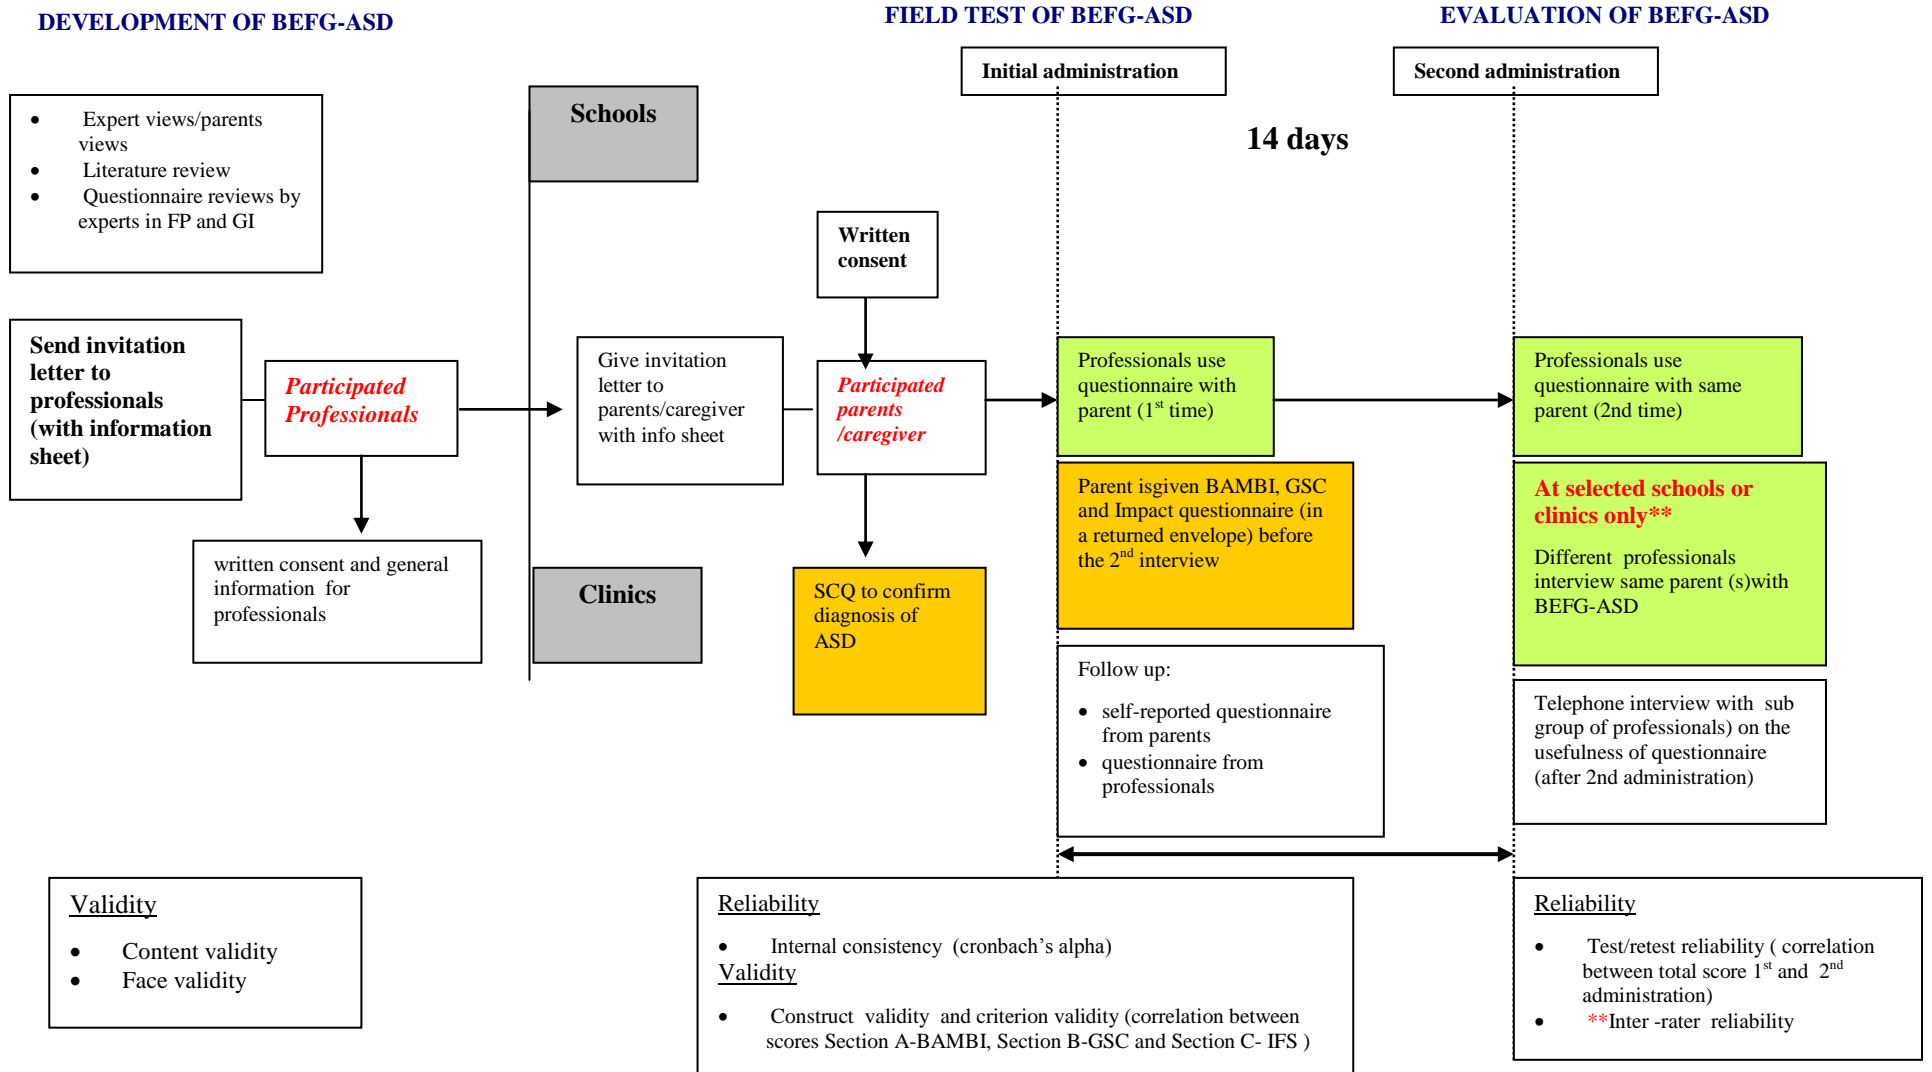 DEVELOPMENT OF BEFG-ASD
FIELD TEST OF BEFG-ASD
EVALUATION OF BEFG-ASD
Initial administration
Second administration
14 days
• Expert views/parents
views
• Literature review
• Questionnaire reviews by
experts in FP and GI
Schools
Written
consent
Send invitation
letter to
professionals
(with information
sheet)
Participated
Professionals
Give invitation
letter to
parents/caregiver
with info sheet
Participated
parents
/caregiver
Professionals use
questionnaire with
parent (1st time)
Professionals use
questionnaire with same
parent (2nd time)
written consent and general
information for
professionals
Clinics
SCQ to confirm
diagnosis of
ASD
Parent isgiven BAMBI, GSC
and Impact questionnaire (in
a returned envelope) before
the 2nd interview
At selected schools or
clinics only**
Different professionals
interview same parent (s)with
BEFG-ASD
Follow up:
• self-reported questionnaire
from parents
• questionnaire from
professionals
Telephone interview with sub
group of professionals) on the
usefulness of questionnaire
(after 2nd administration)
Validity
• Content validity
• Face validity
Reliability
• Internal consistency (cronbach’s alpha)
Validity
• Construct validity and criterion validity (correlation between
scores Section A-BAMBI, Section B-GSC and Section C- IFS )
Reliability
• Test/retest reliability ( correlation
between total score 1st and 2nd
administration)
• **Inter -rater reliability